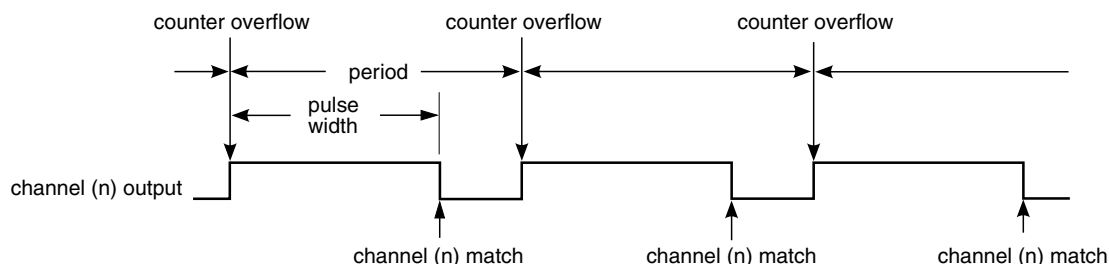 counter overflow
counter overflow
counter overflow
period
pulse
width
channel (n) output
channel (n) match
channel (n) match
channel (n) match